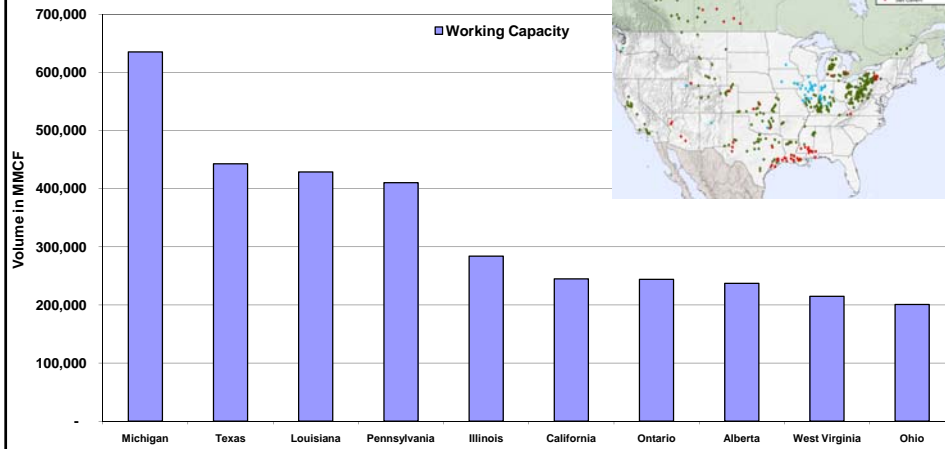 700,000
Working Capacity
600,000
500,000
400,000
300,000
200,000
100,000
-
Volume in MMCF
Michigan Texas Louisiana Pennsylvania Illinois California Ontario Alberta West Virginia Ohio